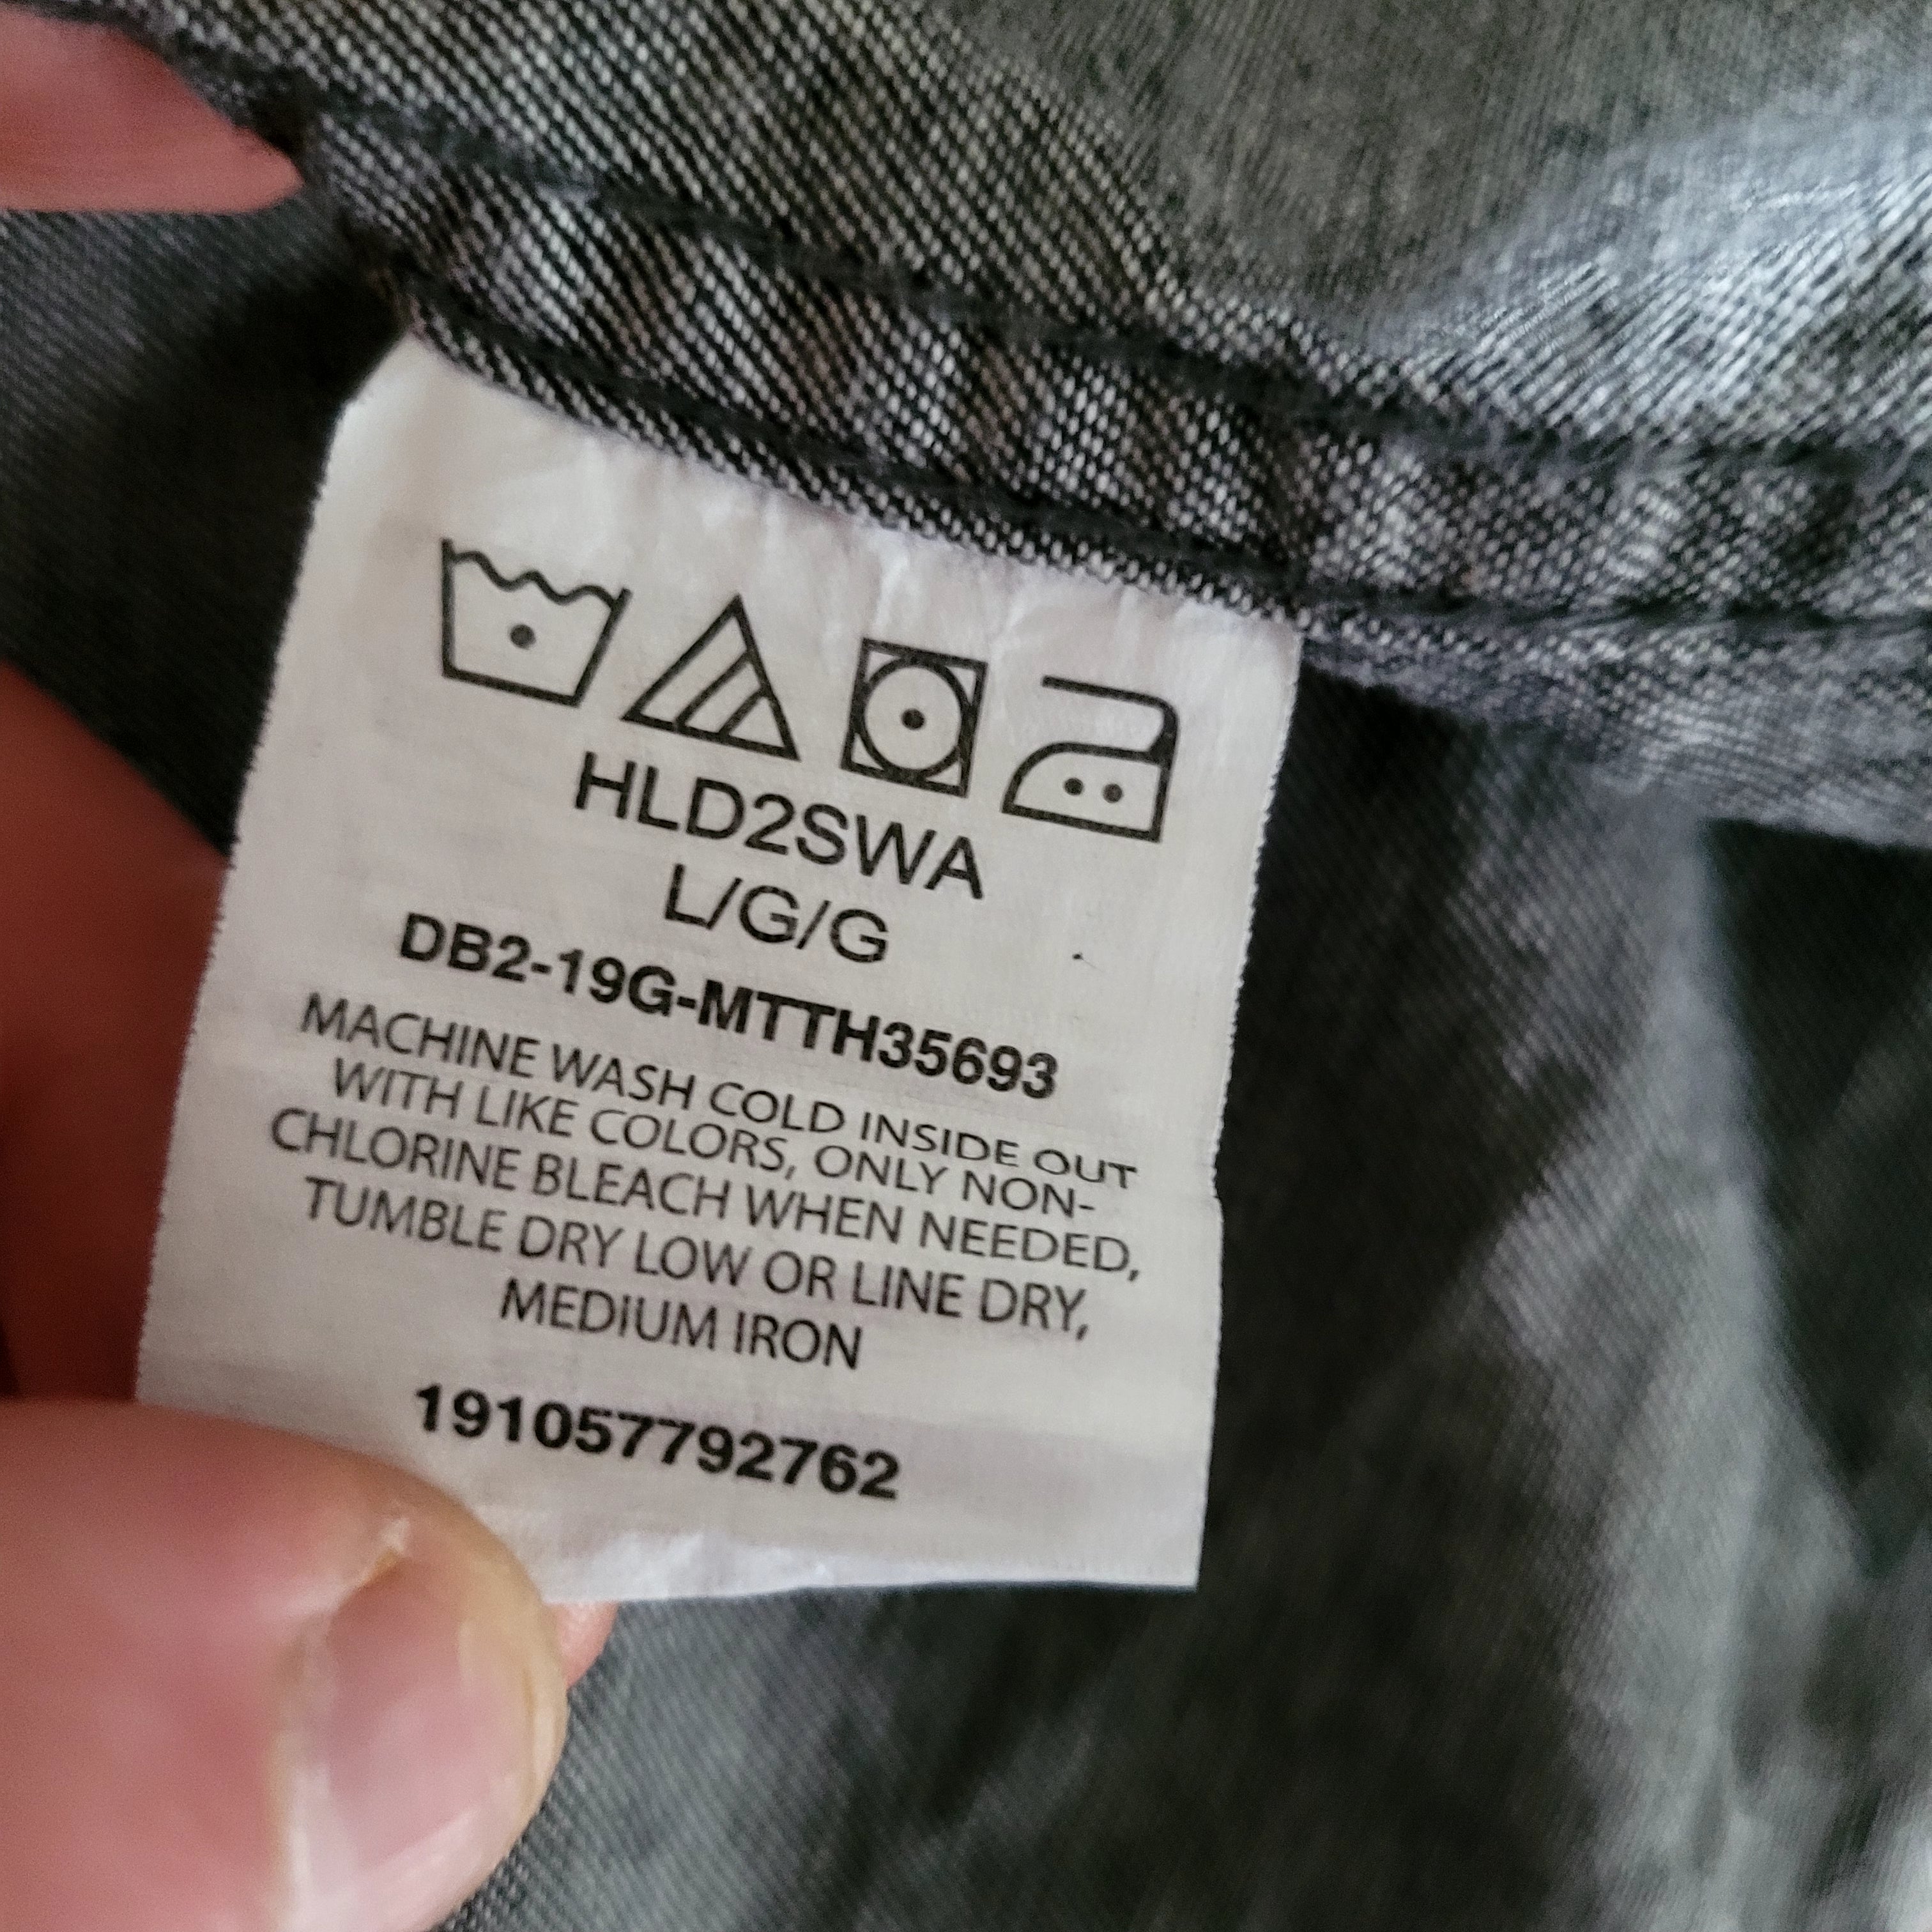 HLD2SWA
L/G/G
DB2-19G-MTTH35693
MACHINE WASH COLD INSIDE OUT
WITH LIKE COLORS, ONLY NON-
CHLORINE BLEACH WHEN NEEDED,
TUMBLE DRY LOW OR LINE DRY,
MEDIUM IRON
191057792762